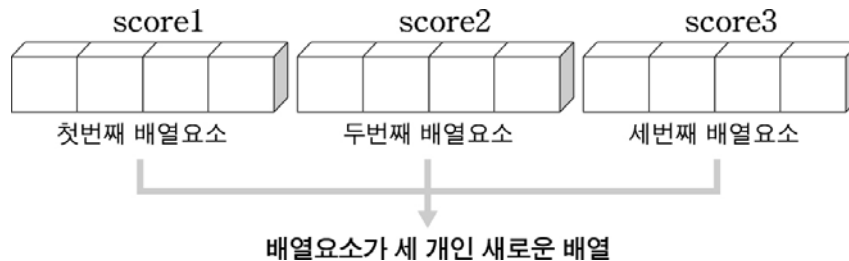 score1 score2 score3
첫번째 배열요소 두번째 배열요소 세번째 배열요소
배열요소가 세 개인 새로운 배열